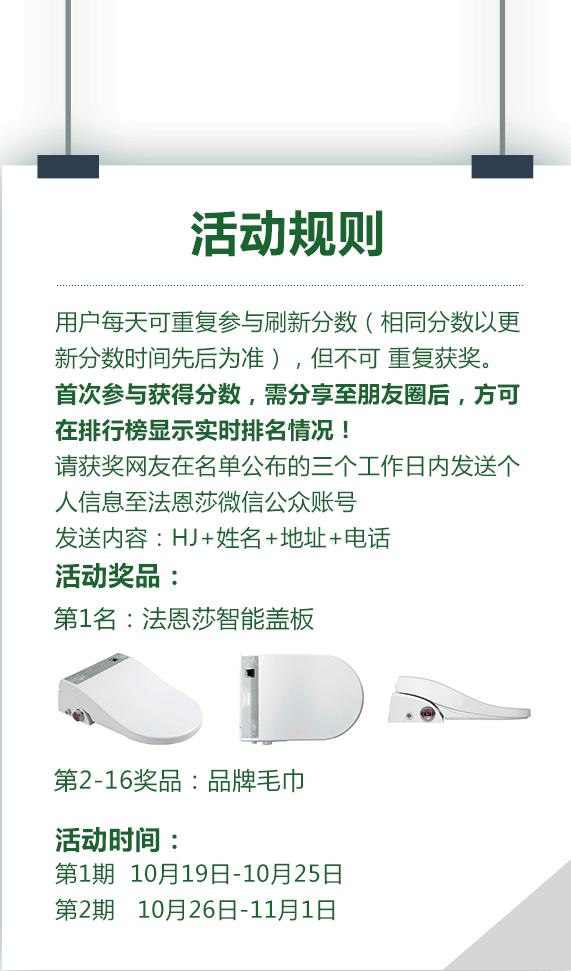 活动规则
用户每天可重复参与刷新分数（相同分数以更
新分数时间先后为准），但不可 重复获奖。
首次参与获得分数，需分享至朋友圈后，方可
在排行榜显示实时排名情况！
请获奖网友在名单公布的三个工作日内发送个
人信息至法恩莎微信公众账号
发送内容：HJ+姓名+地址+电话
活动奖品：
第1名：法恩莎智能盖板
第2-16奖品：品牌毛巾
活动时间：
第1期 10月19日-10月25日
第2期 10月26日-11月1日